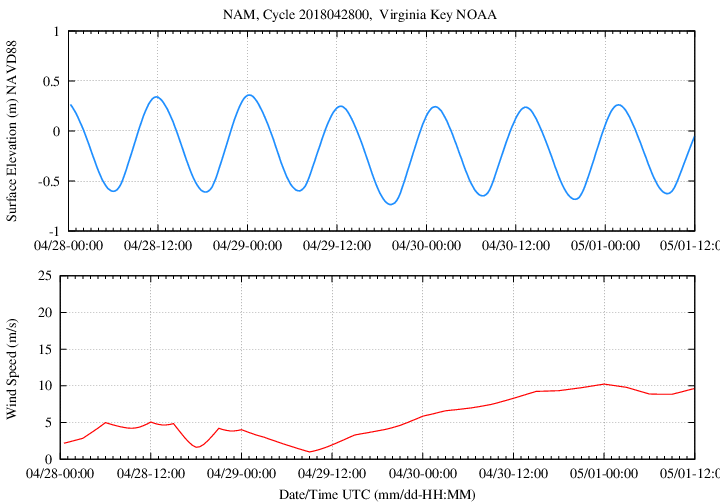 NAM, Cycle 2018042800,  Virginia Key NOAA
Surface Elevation (m) NAVD88
1
0.5
0
-0.5
-1
04/28-00:00 04/28-12:00 04/29-00:00 04/29-12:00 04/30-00:00 04/30-12:00 05/01-00:00 05/01-12:00
Wind Speed (m/s)
25
20
15
10
5
0
04/28-00:00 04/28-12:00 04/29-00:00 04/29-12:00 04/30-00:00 04/30-12:00 05/01-00:00 05/01-12:0
Date/Time UTC (mm/dd-HH:MM)